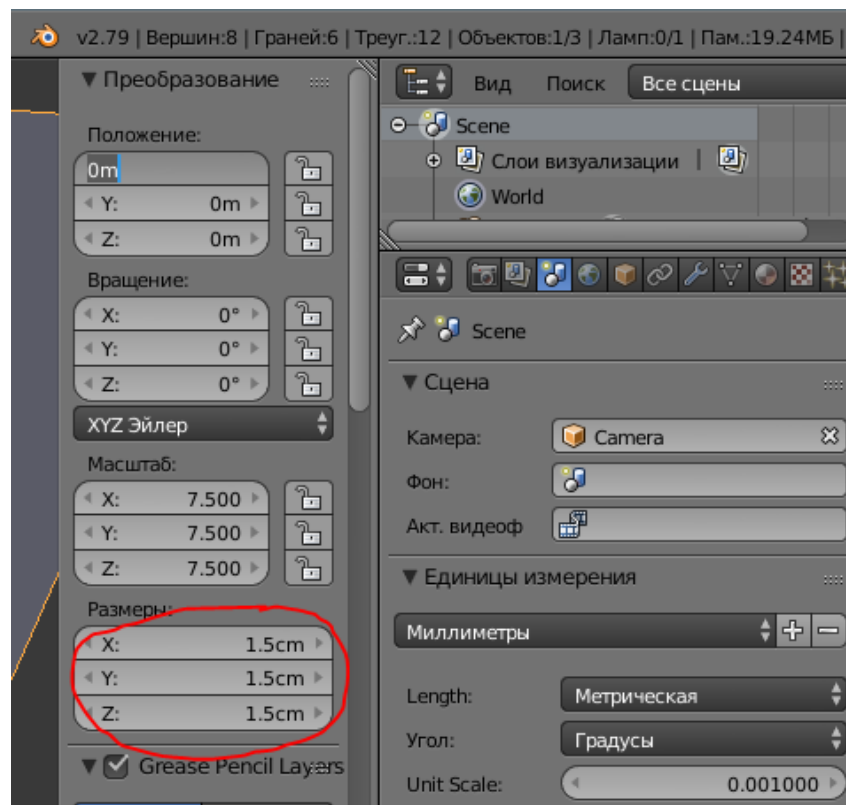 v2.79 | Вершин:8 | Граней:6 | Треуг.:12 | Объектов:1/3 | Ламп:0/1 | Пам.:19.24МБ |
Преобразование
Положение:
0m
Y: 0m
Z: 0m
Вращение:
X: 0°
Y: 0°
Z: 0°
XYZ Эйлер
Масштаб:
X: 7.500
Y: 7.500
Z: 7.500
Размеры:
X: 1.5cm
Y: 1.5cm
Z: 1.5cm
Grease Pencil Layers
Вид Поиск Все сцены
Scene
Слои визуализации |
World
Scene
Сцена
Камера: Camera
Фон:
Акт. видеоф
Единицы измерения
Миллиметры
Length: Метрическая
Угол: Градусы
Unit Scale: 0.001000